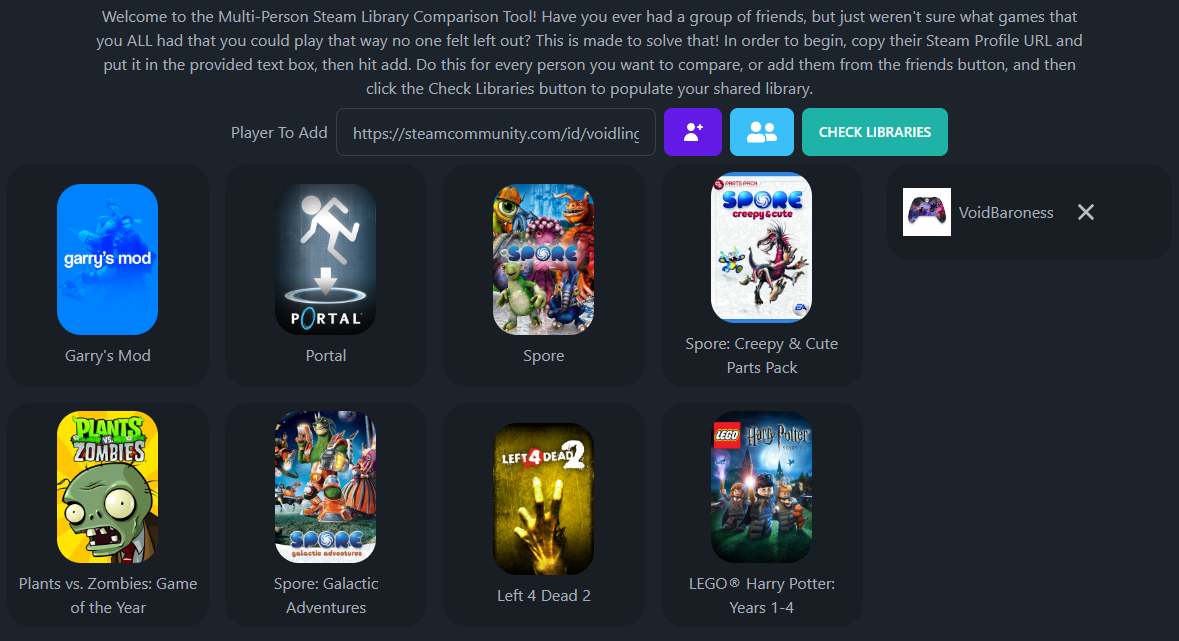 Welcome to the Multi-Person Steam Library Comparison Tool! Have you ever had a group of friends, but just weren't sure what games that
you ALL had that you could play that way no one felt left out? This is made to solve that! In order to begin, copy their Steam Profile URL and
put it in the provided text box, then hit add. Do this for every person you want to compare, or add them from the friends button, and then
click the Check Libraries button to populate your shared library.
Player To Add
https://steamcommunity.com/id/voidling
CHECK LIBRARIES
garry's mod
Garry's Mod
PORTAL
Portal
SPORE
Spore
PARTS PACK
SPORE
creepy & cute
EA
Spore: Creepy & Cute
Parts Pack
VoidBaroness
PLANTS
VS.
ZOMBIES
Plants vs. Zombies: Game
of the Year
SPORE
galactic adventures
Spore: Galactic
Adventures
LEFT 4 DEAD 2
Left 4 Dead 2
LEGO Harry Potter
LEGO® Harry Potter:
Years 1-4